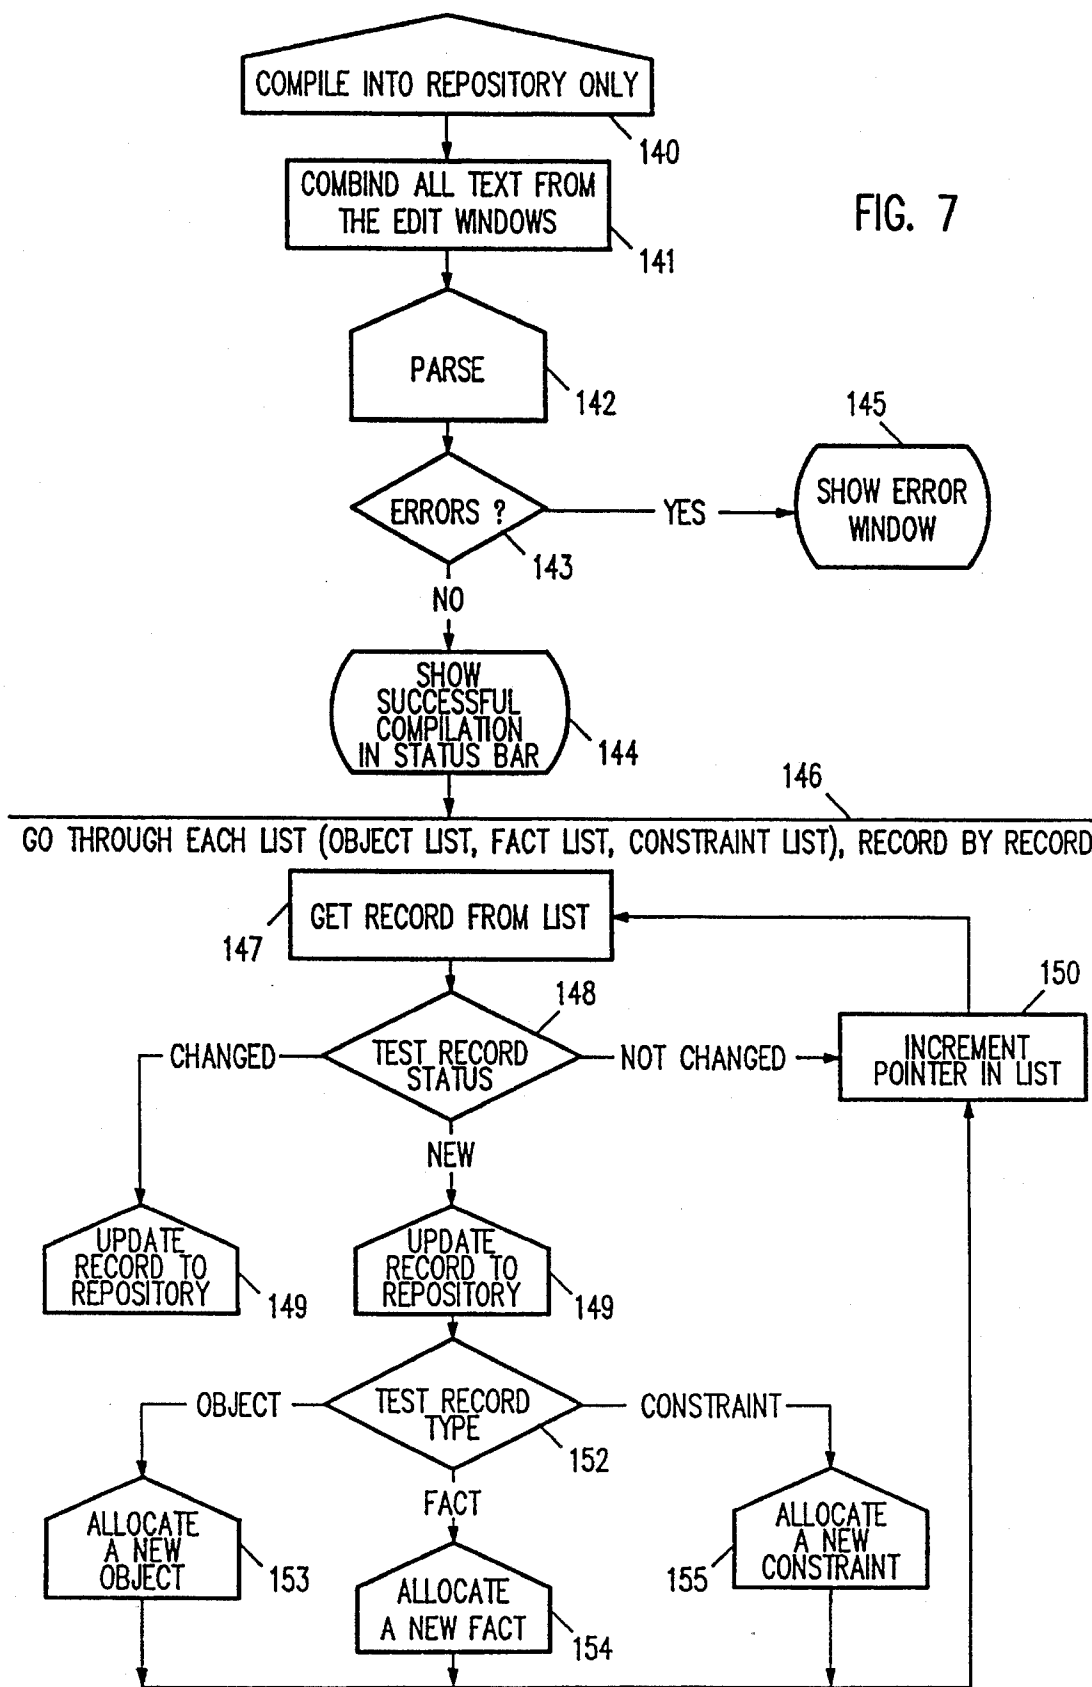 COMPILE INTO REPOSITORY ONLY
140
COMBIND ALL TEXT FROM
THE EDIT WINDOWS
141
FIG. 7
PARSE
142
ERRORS ?
143
YES
145
SHOW ERROR
WINDOW
NO
SHOW
SUCCESSFUL
COMPILATION
IN STATUS BAR
144
146
GO THROUGH EACH LIST (OBJECT LIST, FACT LIST, CONSTRAINT LIST), RECORD BY RECORD
GET RECORD FROM LIST
147
148
TEST RECORD
STATUS
CHANGED
NOT CHANGED
150
INCREMENT
POINTER IN LIST
NEW
UPDATE
RECORD TO
REPOSITORY
149
UPDATE
RECORD TO
REPOSITORY
149
TEST RECORD
TYPE
152
OBJECT
CONSTRAINT
FACT
ALLOCATE
A NEW
OBJECT
153
ALLOCATE
A NEW FACT
154
ALLOCATE
A NEW
CONSTRAINT
155